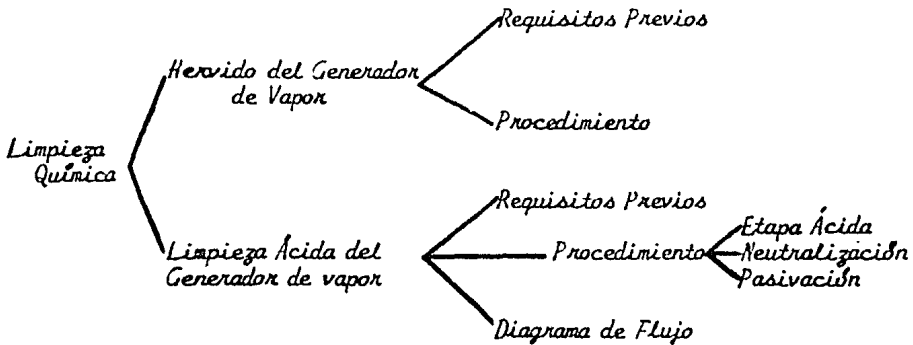 Requisitos Previos
Hervido del Generador
de Vapor
Procedimiento
Limpieza
Química
Requisitos Previos
Etapa Ácida
Limpieza Ácida del
Procedimiento
Neutralización
Generador de vapor
Pasivación
Diagrama de Flujo